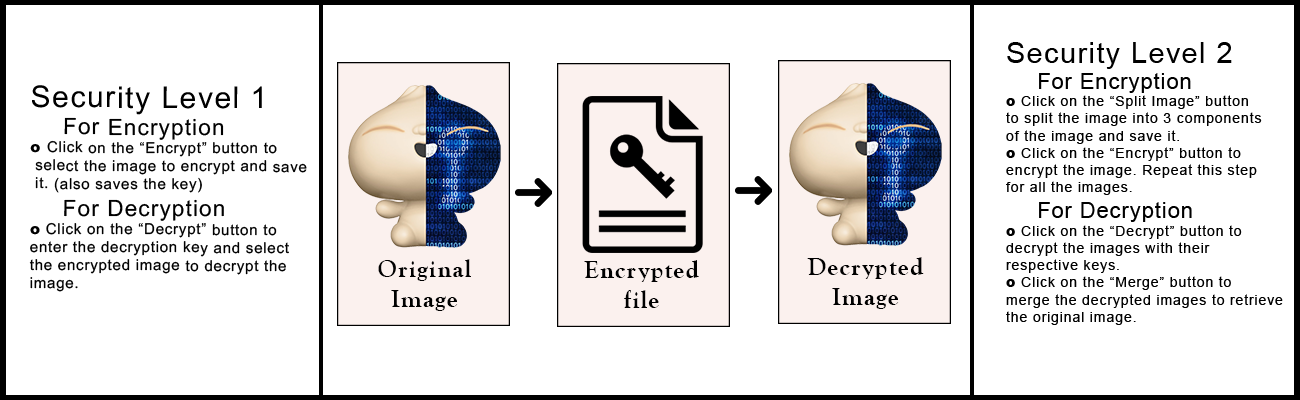 Security Level 1
For Encryption
o Click on the “Encrypt” button to
select the image to encrypt and save
it. (also saves the key)
For Decryption
o Click on the “Decrypt” button to
enter the decryption key and select
the encrypted image to decrypt the
image.
Original
Image
Encrypted
file
Decrypted
Image
Security Level 2
For Encryption
o Click on the “Split Image” button
to split the image into 3 components
of the image and save it.
o Click on the “Encrypt” button to
encrypt the image. Repeat this step
for all the images.
For Decryption
o Click on the “Decrypt” button to
decrypt the images with their
respective keys.
o Click on the “Merge” button to
merge the decrypted images to retrieve
the original image.